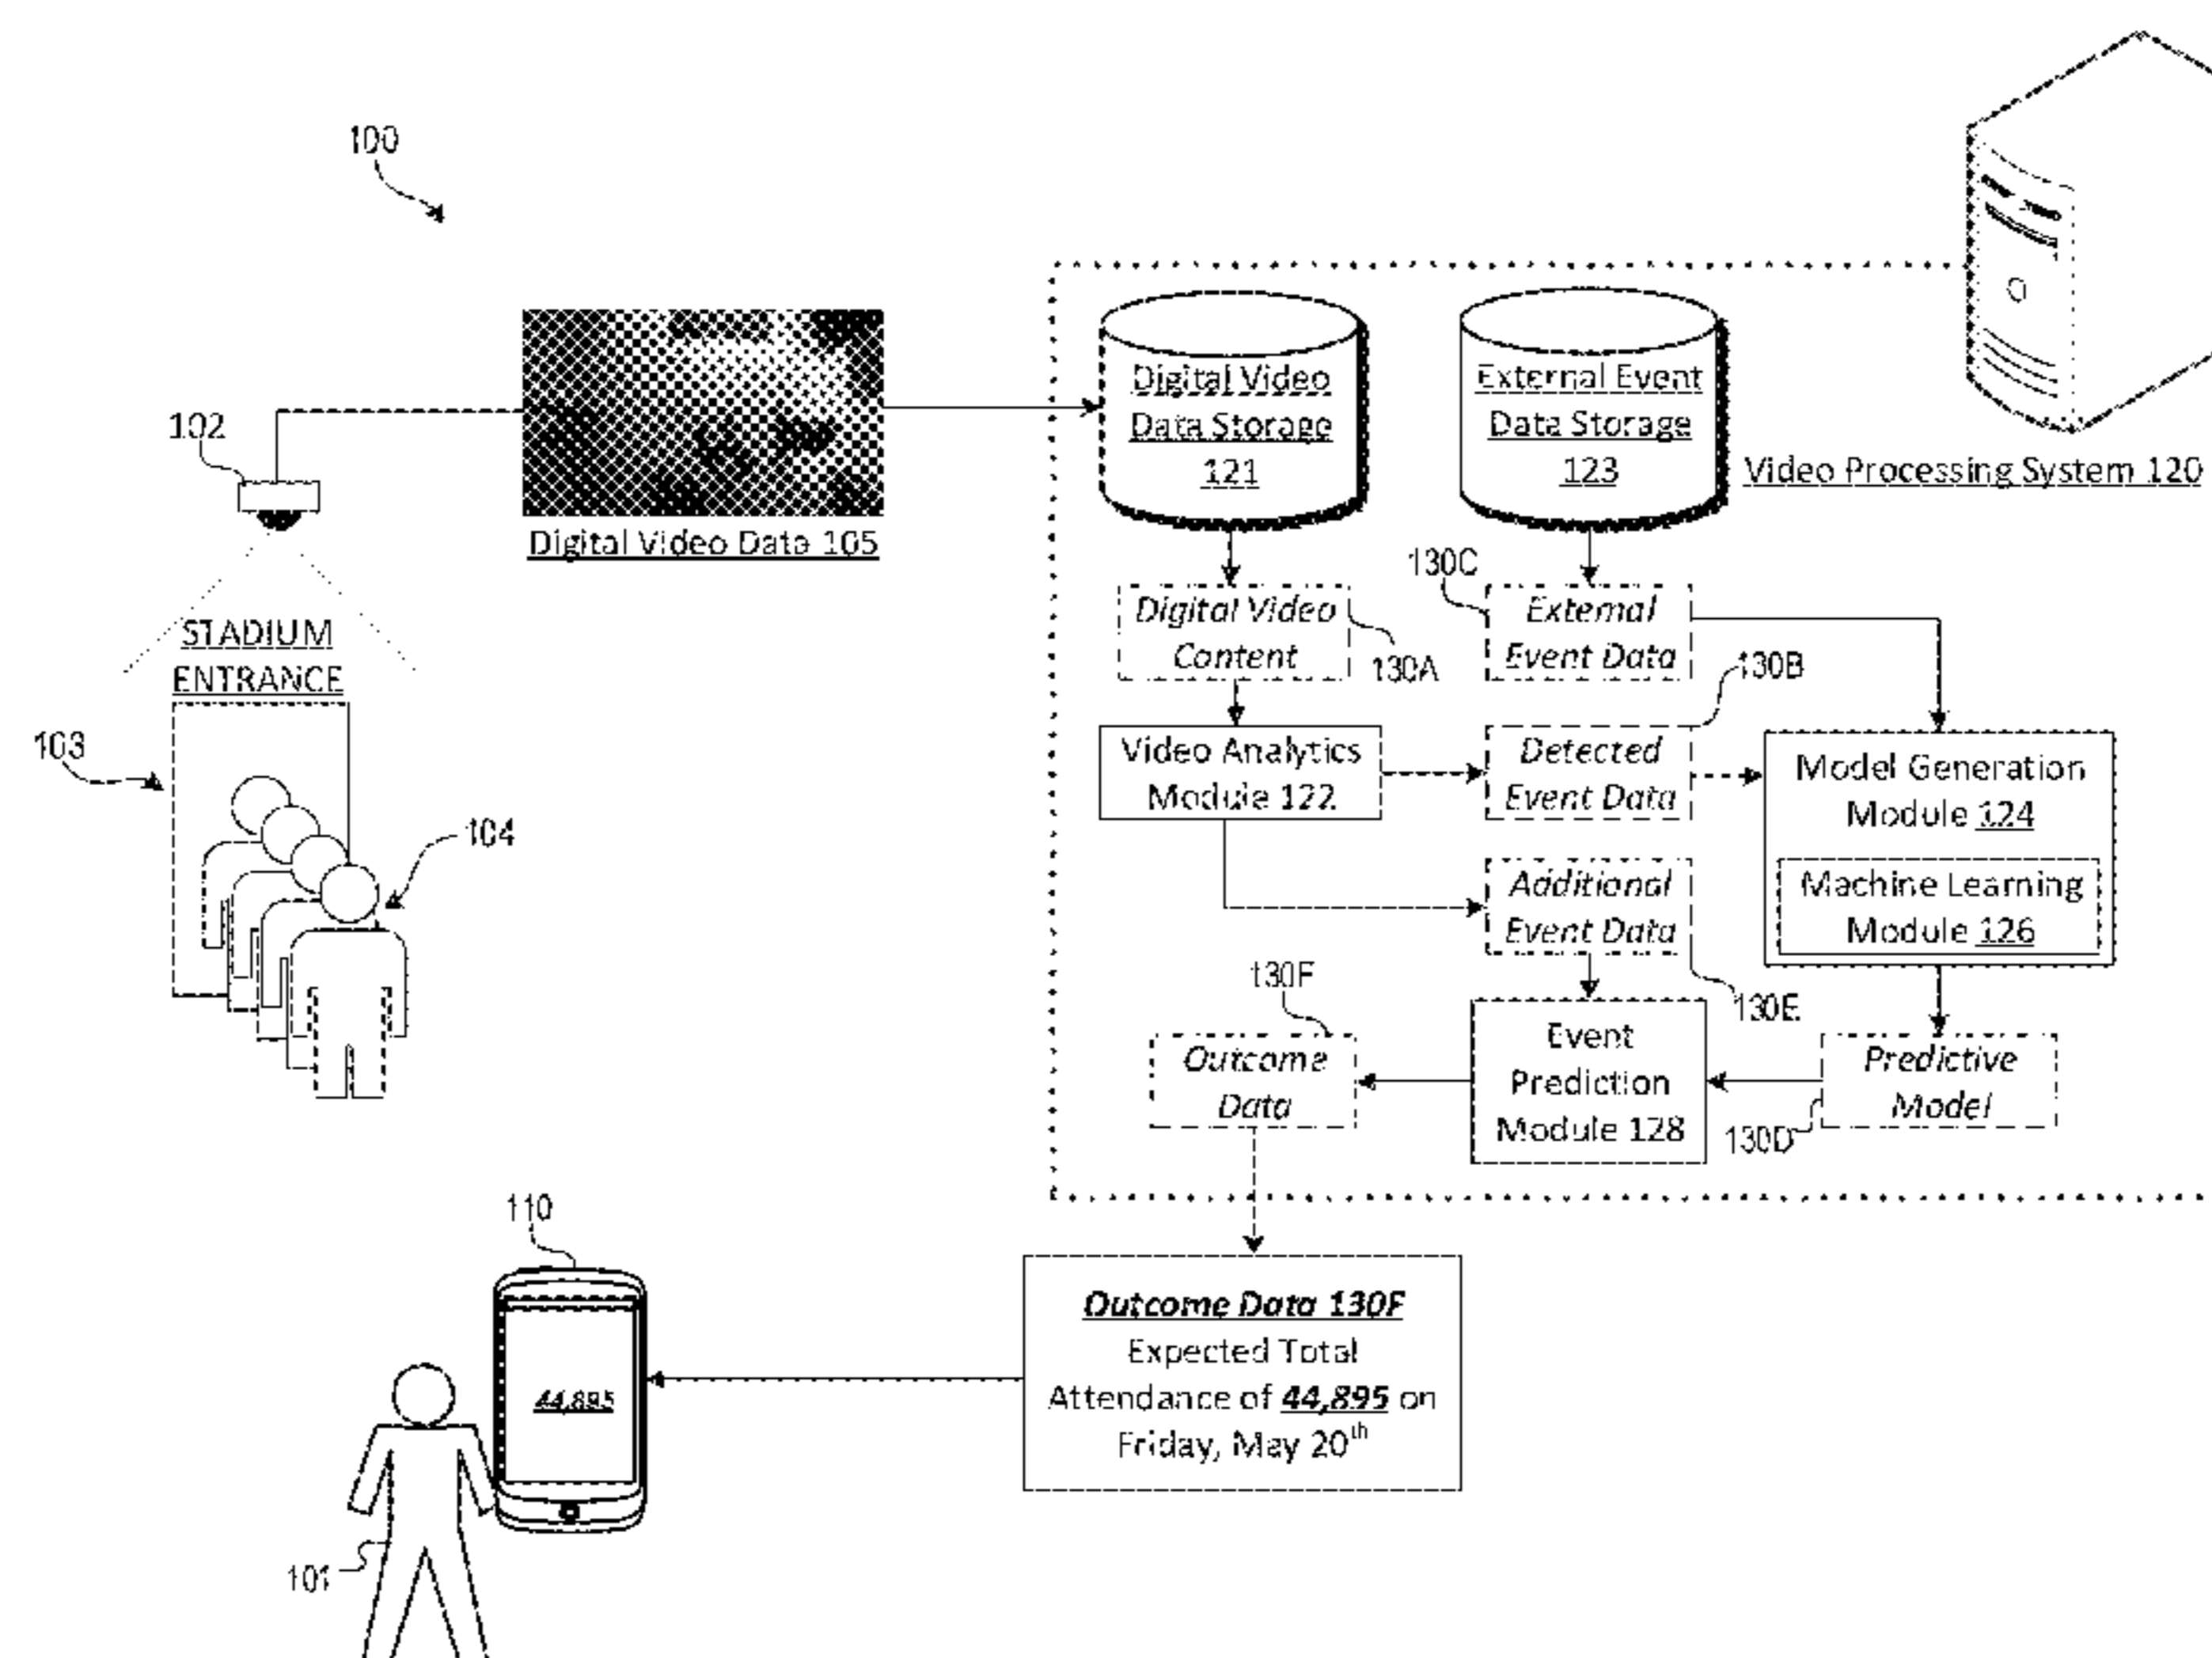 100
102
Digital Video Data 105
STADIUM
ENTRANCE
103
104
Digital Video
Data Storage
121
External Event
Data Storage
123
Video Processing System 120
Digital Video
Content
130A
130C
External
Event Data
130B
Video Analytics
Module 122
Detected
Event Data
Model Generation
Module 124
Machine Learning
Module 126
Additional
Event Data
130E
130F
Outcome
Data
Event
Prediction
Module 128
Predictive
Model
130D
110
44,895
101
Outcome Data 130F
Expected Total
Attendance of 44,895 on
Friday, May 20th